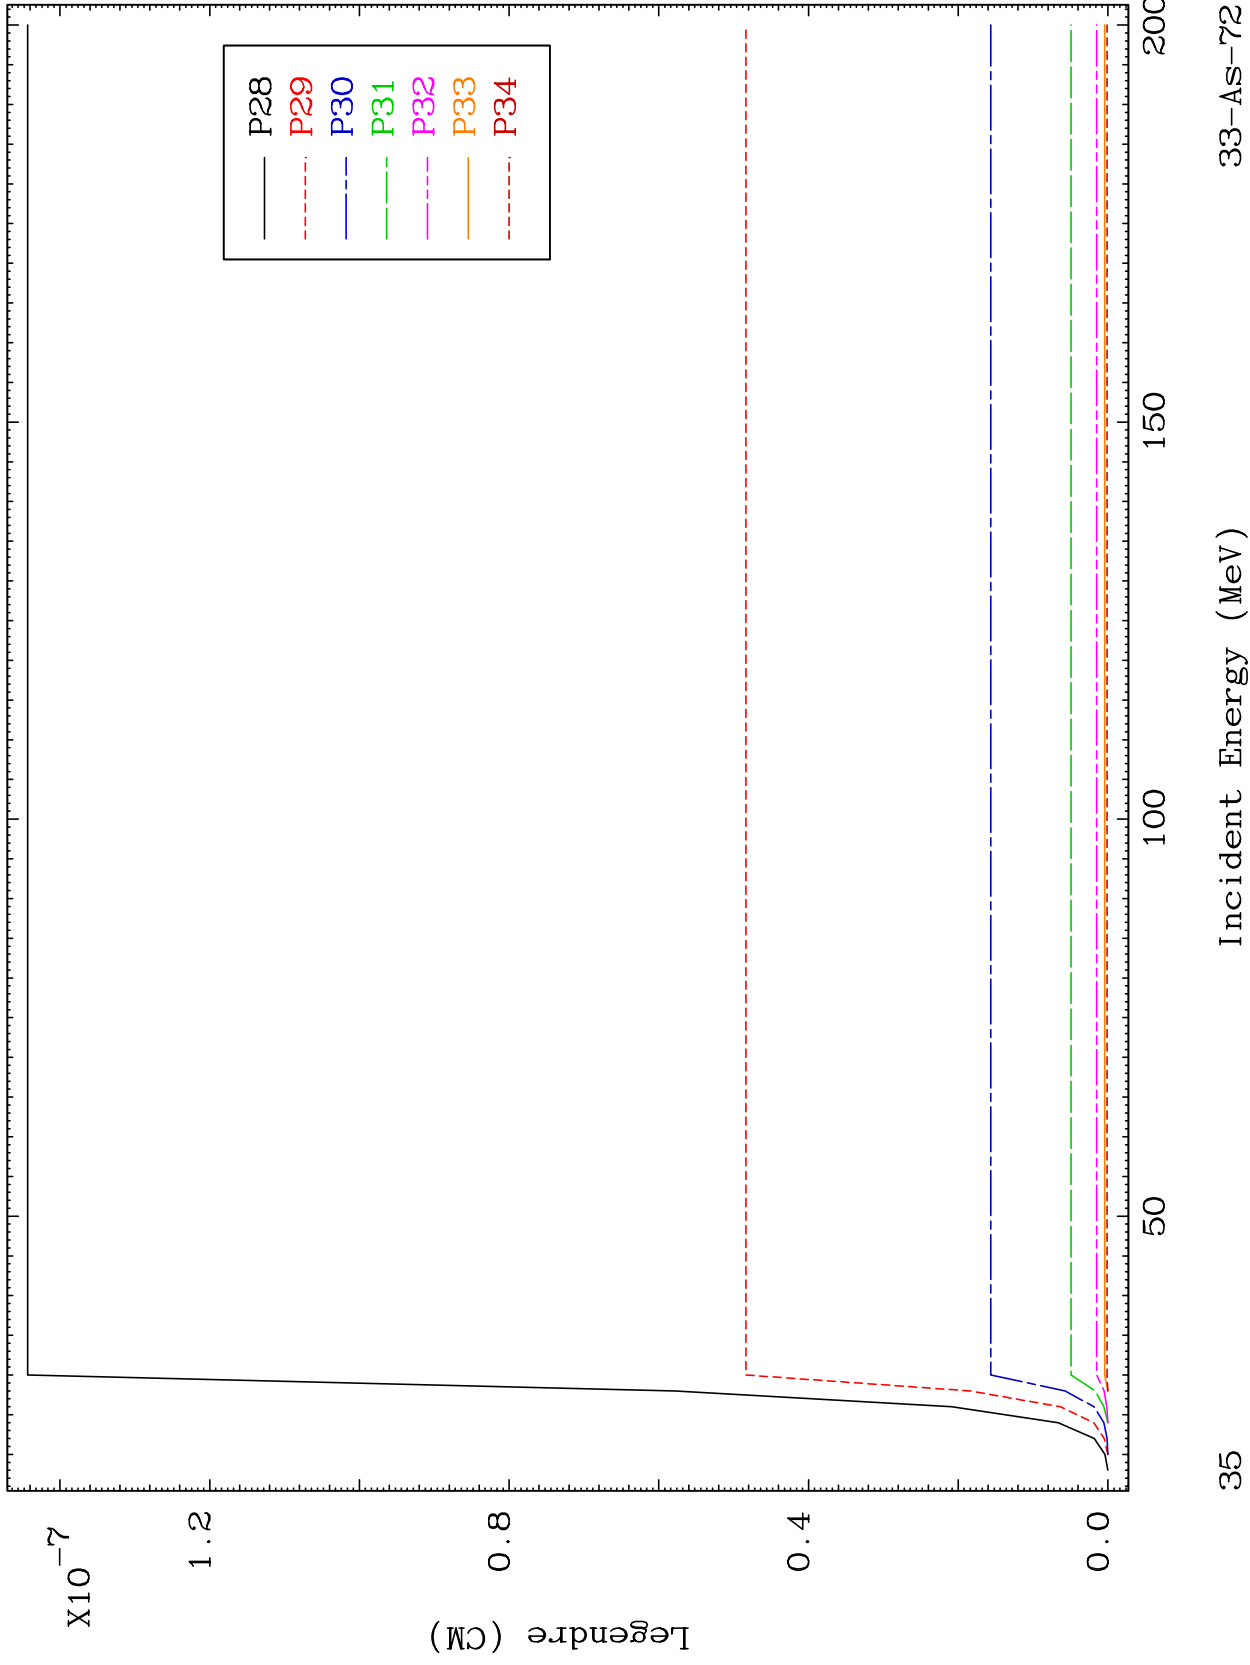 X10-7
1.2
0.8
0.4
0.0
Legendre (CM)
P28
P29
P30
P31
P32
P33
P34
35
50
100
150
200
Incident Energy (MeV)
33-As-72